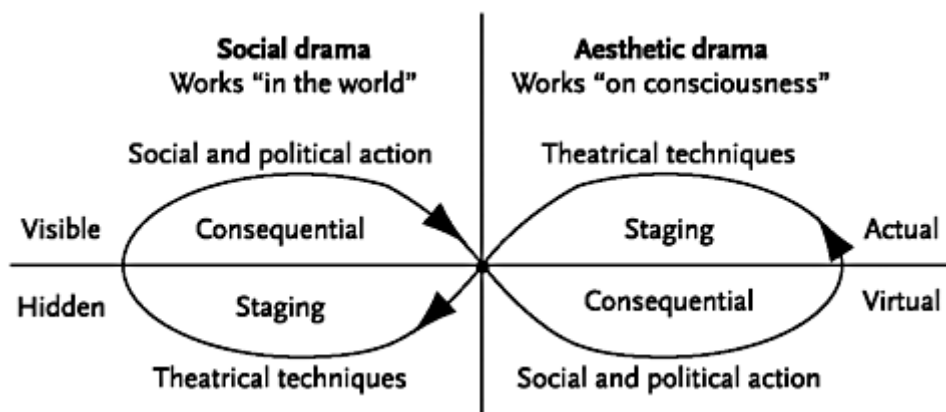 Social drama
Works “in the world”
Aesthetic drama
Works “on consciousness”
Social and political action
Theatrical techniques
Visible
Consequential
Staging
Actual
Hidden
Staging
Consequential
Virtual
Theatrical techniques
Social and political action